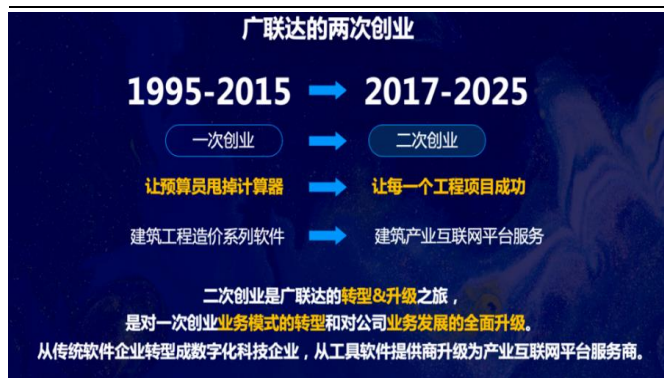 广联达的两次创业
1995-2015 2017-2025
一次创业 二次创业
让预算员甩掉计算器 让每一个工程项目成功
建筑工程造价系列软件 建筑产业互联网平台服务
二次创业是广联达的转型&升级之旅，
是对一次创业业务模式的转型和对公司业务发展的全面升级。
从传统软件企业转型成数字化科技企业，从工具软件提供商升级为产业互联网平台服务商。